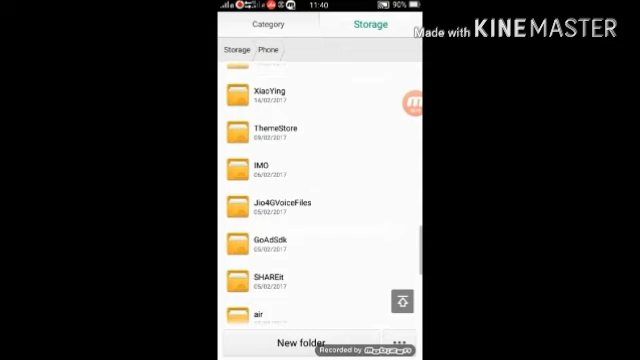 11:40
90%
Category
Storage
Made with KINEMASTER
Storage
Phone
XiaoYing
14/02/2017
ThemeStore
09/02/2017
IMO
06/02/2017
Jio4GVoiceFiles
05/02/2017
GoAdSdk
05/02/2017
SHAREit
05/02/2017
air
New folder
Recorded by Mobizen